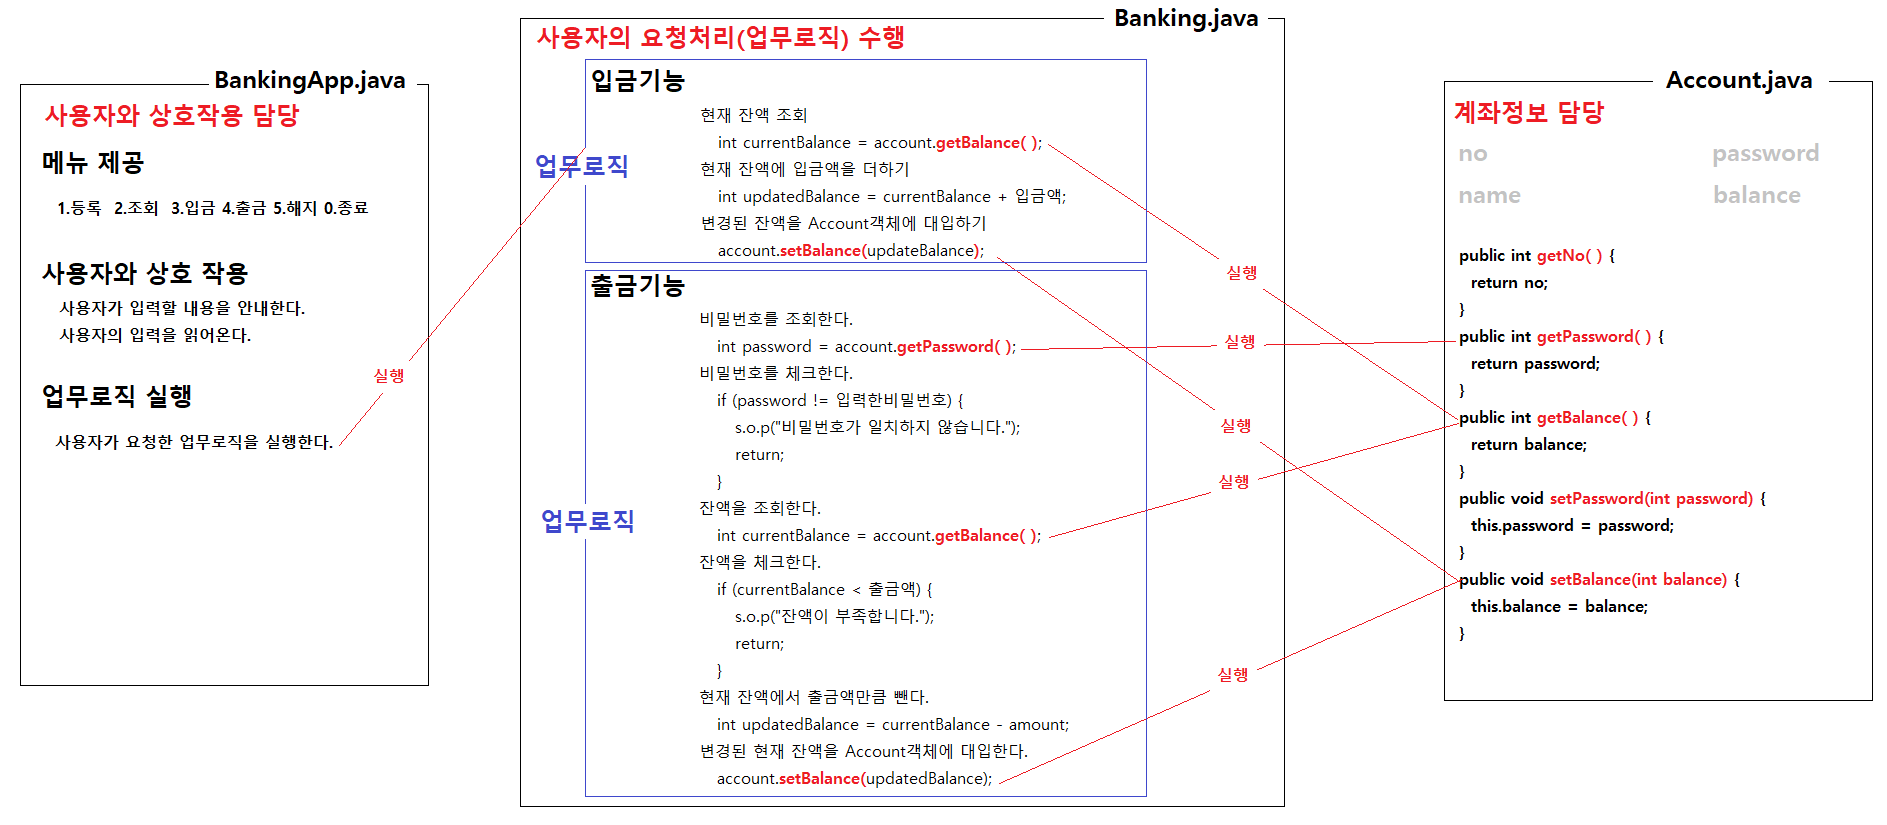 BankingApp.java
사용자와 상호작용 담당
메뉴 제공
1.등록 2.조회 3.입금 4.출금 5.해지 0.종료
사용자와 상호 작용
사용자가 입력할 내용을 안내한다.
사용자의 입력을 읽어온다.
업무로직 실행
사용자가 요청한 업무로직을 실행한다.
실행
Banking.java
사용자의 요청처리(업무로직) 수행
입금기능
업무로직
현재 잔액 조회
int currentBalance = account.getBalance( );
현재 잔액에 입금액을 더하기
int updatedBalance = currentBalance + 입금액;
변경된 잔액을 Account객체에 대입하기
account.setBalance(updateBalance);
출금기능
업무로직
비밀번호를 조회한다.
int password = account.getPassword( );
비밀번호를 체크한다.
if (password != 입력한비밀번호) {
s.o.p("비밀번호가 일치하지 않습니다.");
return;
}
잔액을 조회한다.
int currentBalance = account.getBalance( );
잔액을 체크한다.
if (currentBalance < 출금액) {
s.o.p("잔액이 부족합니다.");
return;
}
현재 잔액에서 출금액만큼 뺀다.
int updatedBalance = currentBalance - amount;
변경된 현재 잔액을 Account객체에 대입한다.
account.setBalance(updatedBalance);
실행
실행
실행
실행
실행
Account.java
계좌정보 담당
no password
name balance
public int getNo( ) {
return no;
}
public int getPassword( ) {
return password;
}
public int getBalance( ) {
return balance;
}
public void setPassword(int password) {
this.password = password;
}
public void setBalance(int balance) {
this.balance = balance;
}